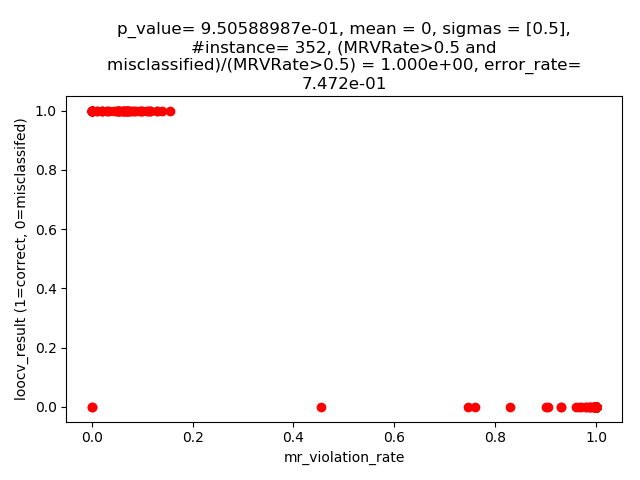 p_value= 9.50588987e-01, mean = 0, sigmas = [0.5],
#instance= 352, (MRVRate>0.5 and
misclassified)/(MRVRate>0.5) = 1.000e+00, error_rate=
7.472e-01
loocv_result (1=correct, 0=misclassifed)
1.0
0.8
0.6
0.4
0.2
0.0
0.0 0.2 0.4 0.6 0.8 1.0
mr_violation_rate